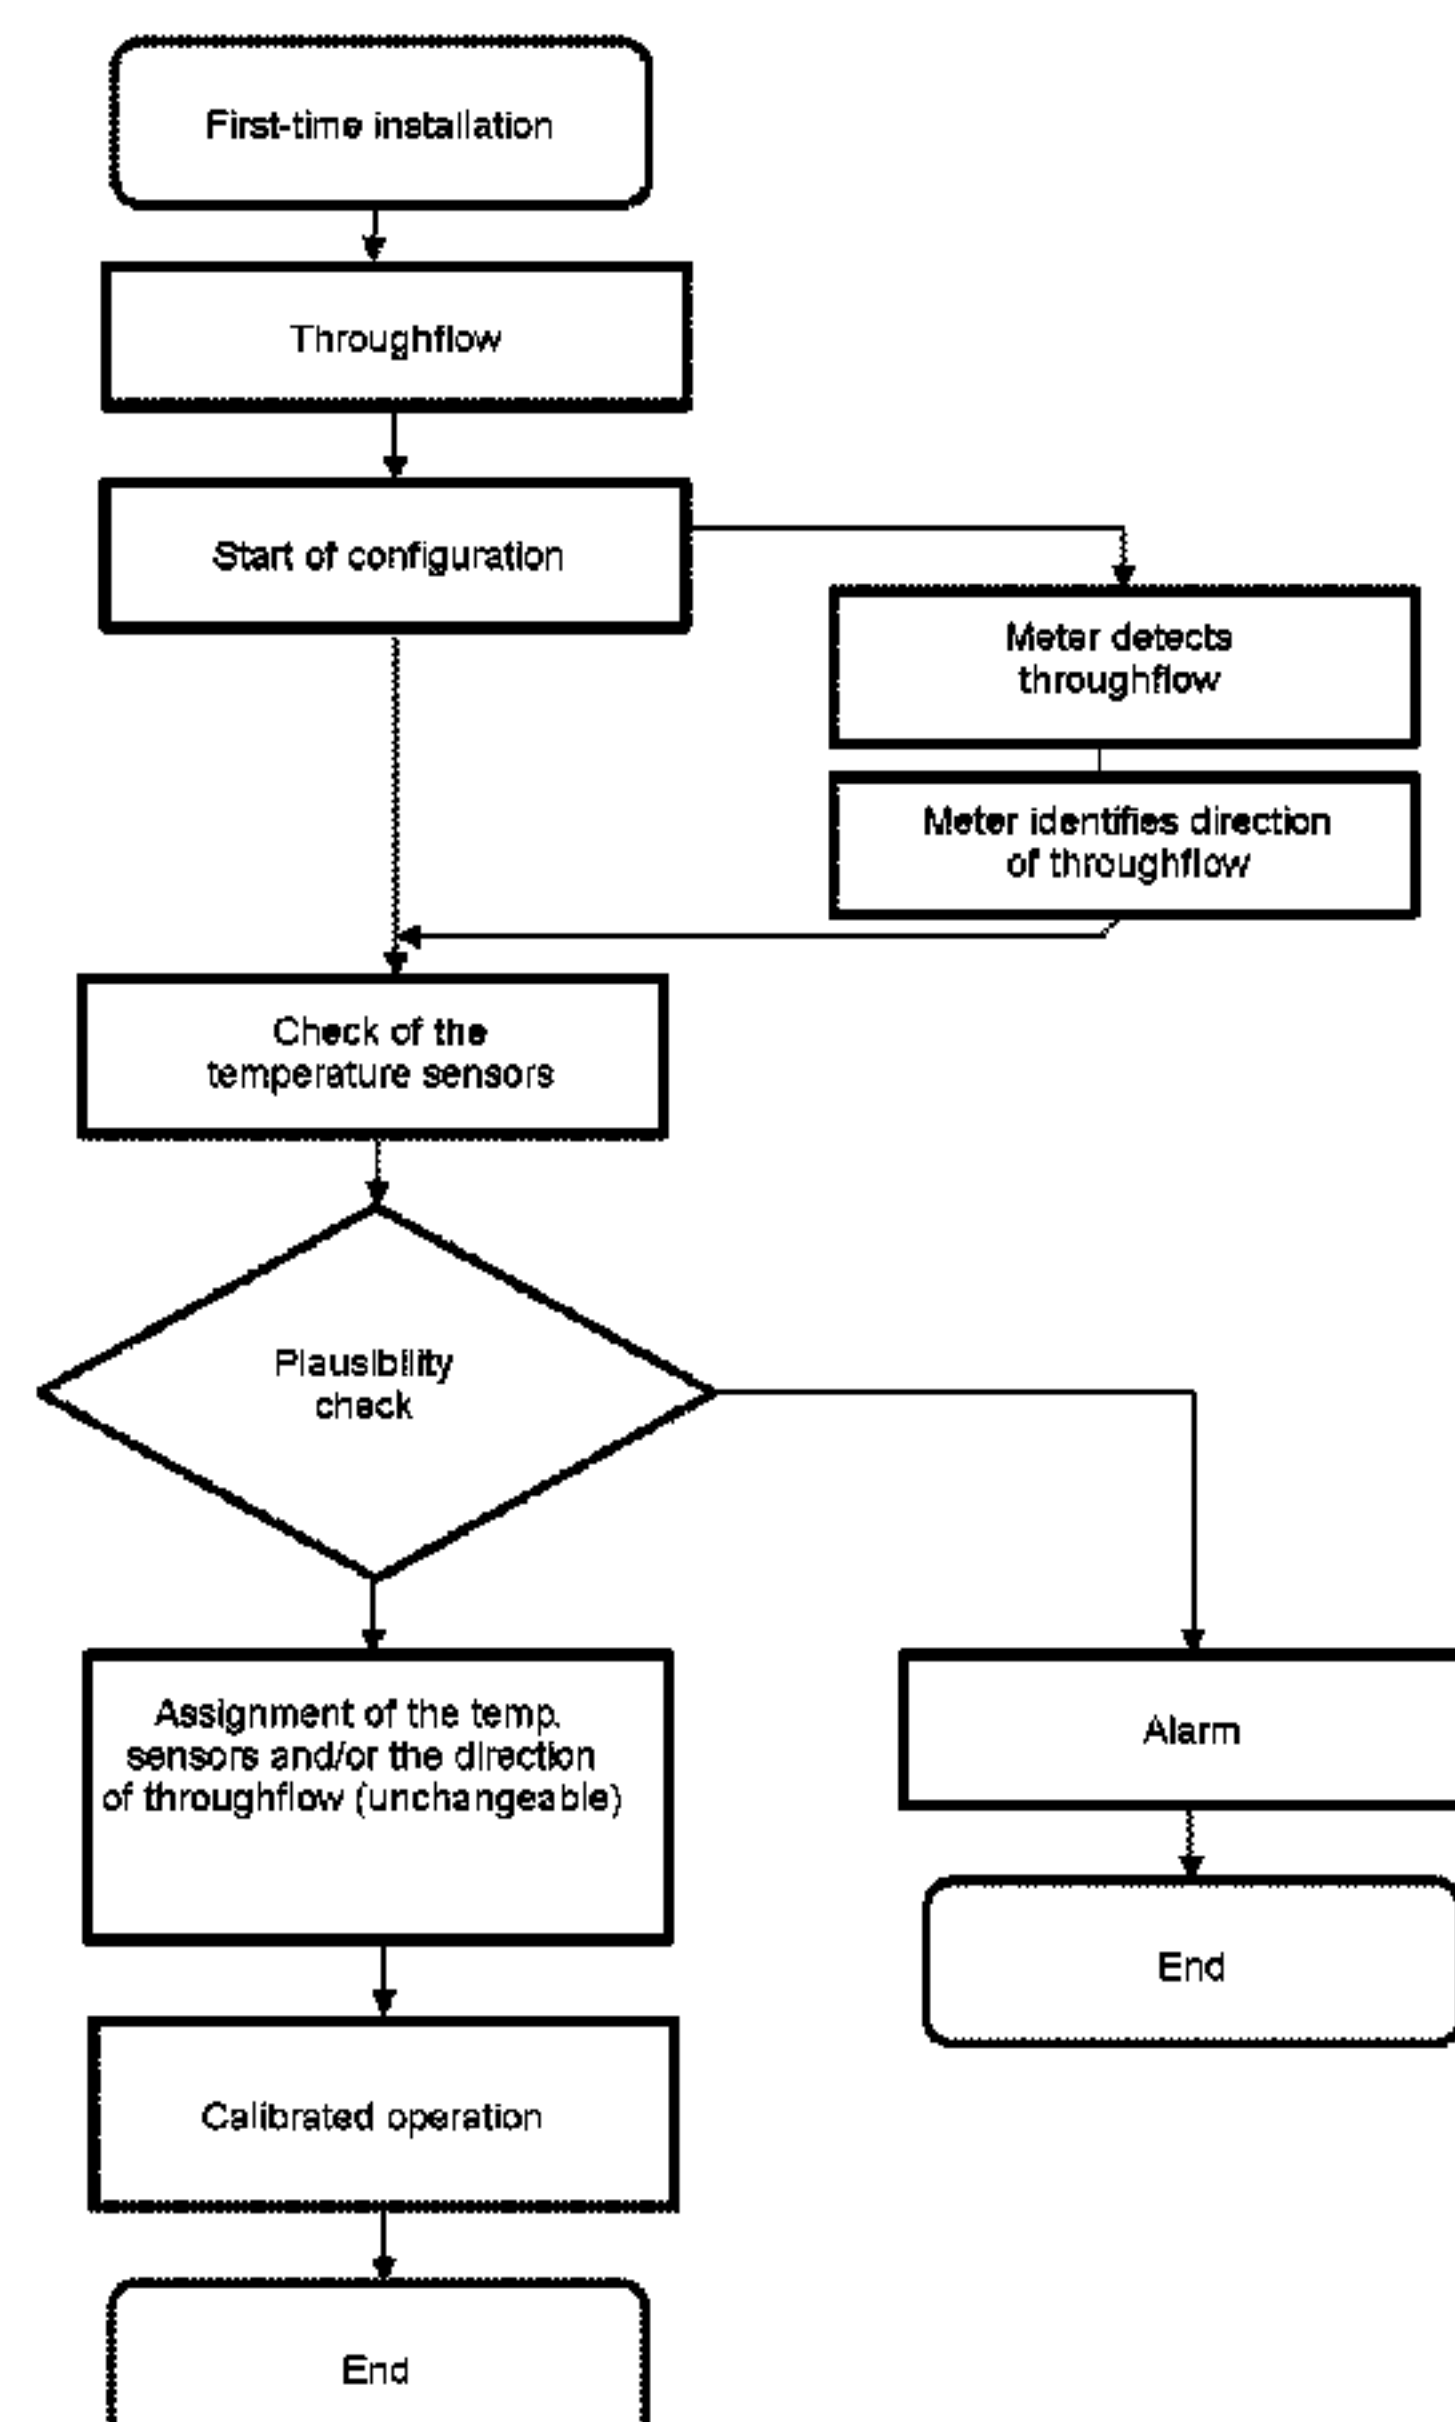 First-time installation
Throughflow
Start of configuration
Meter detects
throughflow
Meter identifies direction
of throughflow
Check of the
temperature sensors
Plausibility
check
Assignment of the temp.
sensors and/or the direction
of throughflow (unchangeable)
Alarm
End
Calibrated operation
End